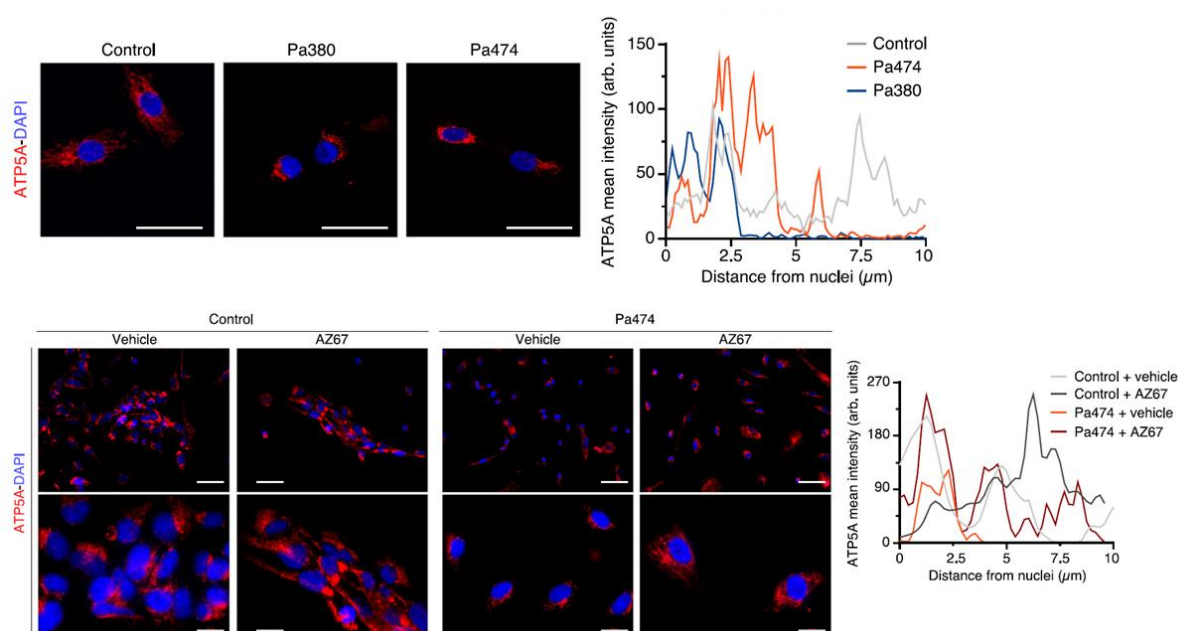 Control Pa380 Pa474
ATP5A-DAPI
ATP5A mean intensity (arb. units)
150
100
50
0
0 2.5 5 7.5 10
Distance from nuclei (µm)
Control
Pa474
Pa380
Control Pa474
Vehicle AZ67 Vehicle AZ67
ATP5A-DAPI
ATP5A mean intensity (arb. units)
270
180
90
0
0 2.5 5 7.5 10
Distance from nuclei (µm)
Control + vehicle
Control + AZ67
Pa474 + vehicle
Pa474 + AZ67